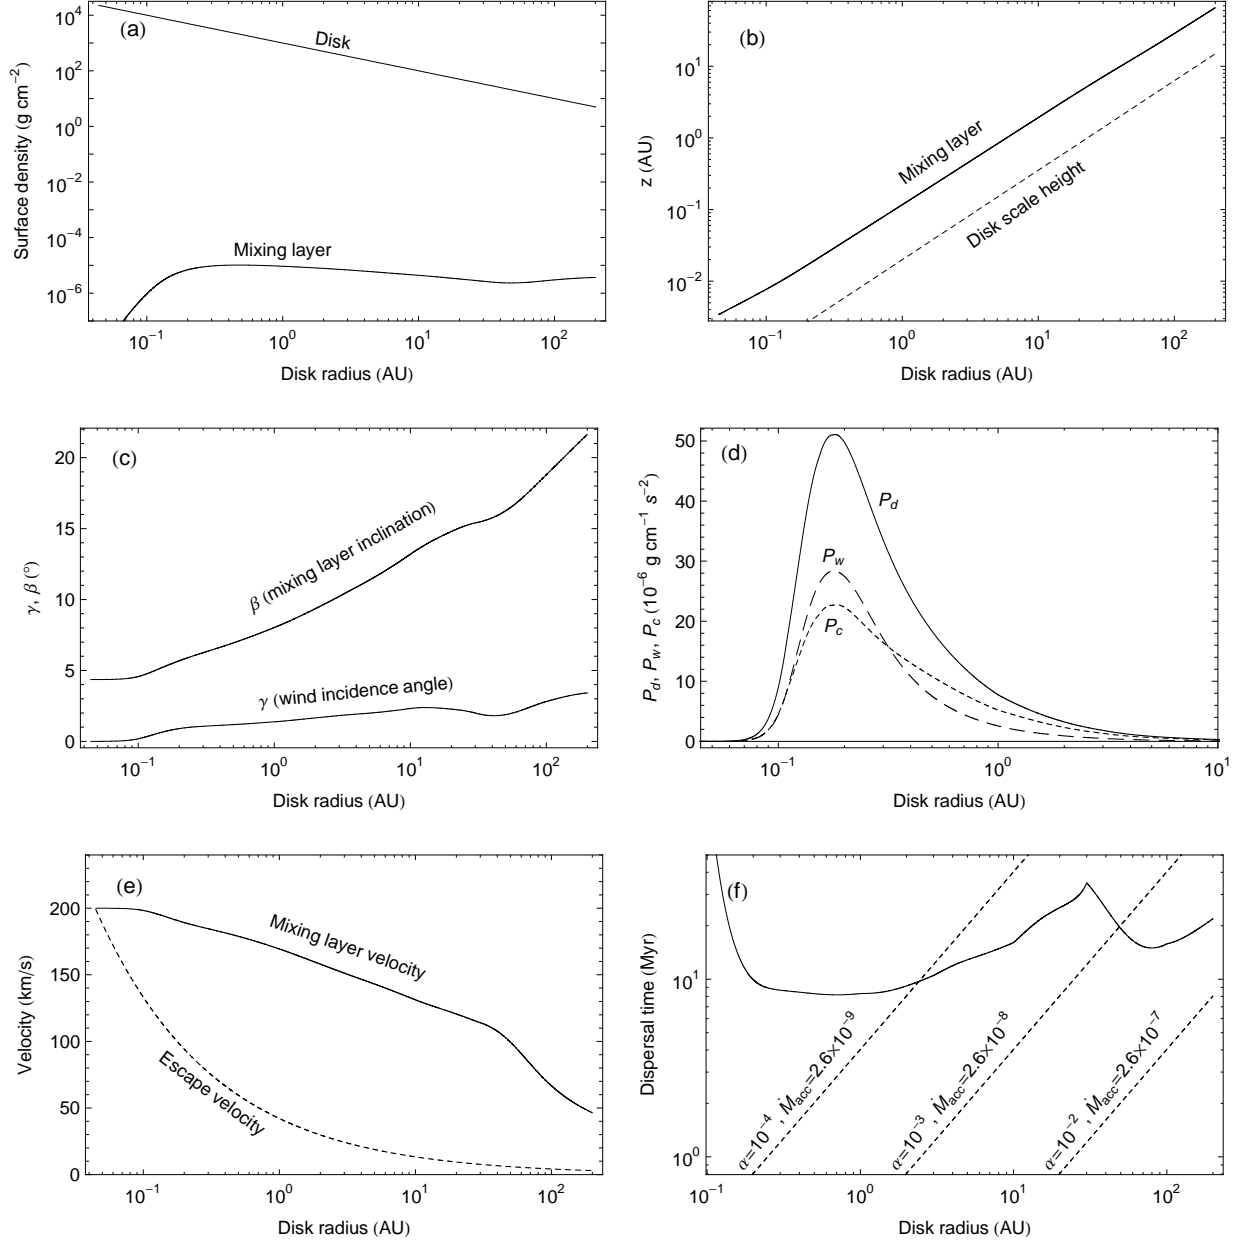 (a)
Disk
Mixing layer
Surface density (g cm⁻²)
10⁴
10²
10⁰
10⁻²
10⁻⁴
10⁻⁶
10⁻¹ 10⁰ 10¹ 10²
Disk radius (AU)
(b)
Mixing layer
Disk scale height
z (AU)
10¹
10⁰
10⁻¹
10⁻²
10⁻¹ 10⁰ 10¹ 10²
Disk radius (AU)
(c)
β (mixing layer inclination)
γ (wind incidence angle)
γ, β (°)
20
15
10
5
0
10⁻¹ 10⁰ 10¹ 10²
Disk radius (AU)
(d)
P_d
P_w
P_c
P_d, P_w, P_c (10⁻⁶ g cm⁻¹ s⁻²)
50
40
30
20
10
0
10⁻¹ 10⁰ 10¹
Disk radius (AU)
(e)
Mixing layer velocity
Escape velocity
Velocity (km/s)
200
150
100
50
0
10⁻¹ 10⁰ 10¹ 10²
Disk radius (AU)
(f)
α=10⁻⁴, Ṁ_acc=2.6×10⁻⁹
α=10⁻³, Ṁ_acc=2.6×10⁻⁸
α=10⁻², Ṁ_acc=2.6×10⁻⁷
Dispersal time (Myr)
10¹
10⁰
10⁻¹ 10⁰ 10¹ 10²
Disk radius (AU)